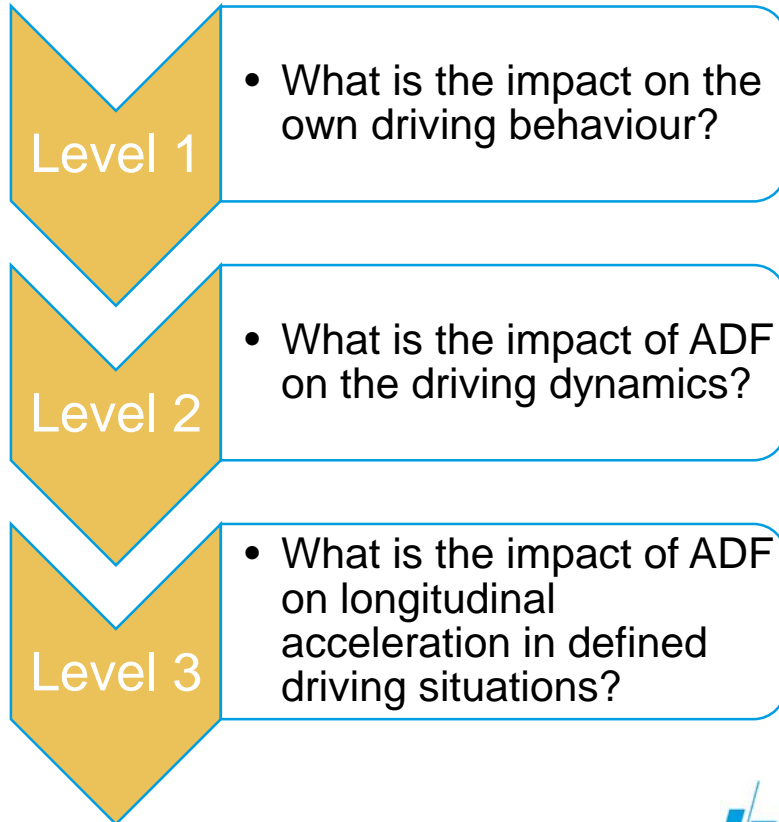 Level 1
• What is the impact on the
own driving behaviour?
Level 2
• What is the impact of ADF
on the driving dynamics?
Level 3
• What is the impact of ADF
on longitudinal
acceleration in defined
driving situations?